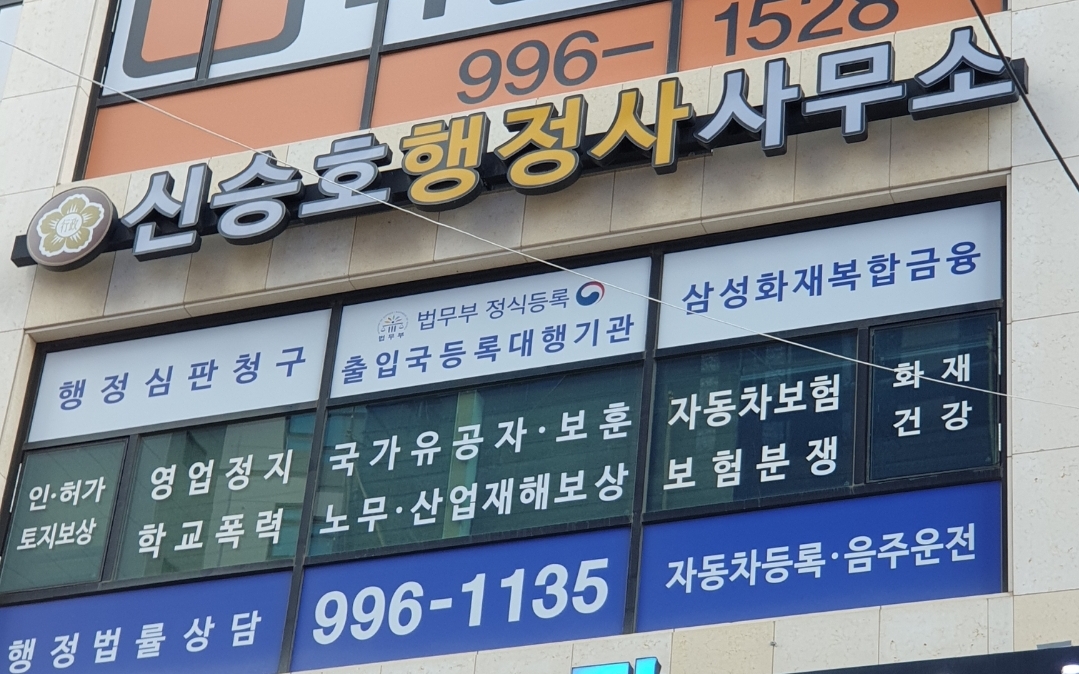 996-1528
신승호행정사사무소
행정심판청구
법무부 법무부 정식등록
출입국등록대행기관
삼성화재복합금융
인·허가
토지보상
영업정지
학교폭력
국가유공자·보훈
노무·산업재해보상
자동차보험
보험분쟁
화재
건강
행정법률상담
996-1135
자동차등록·음주운전